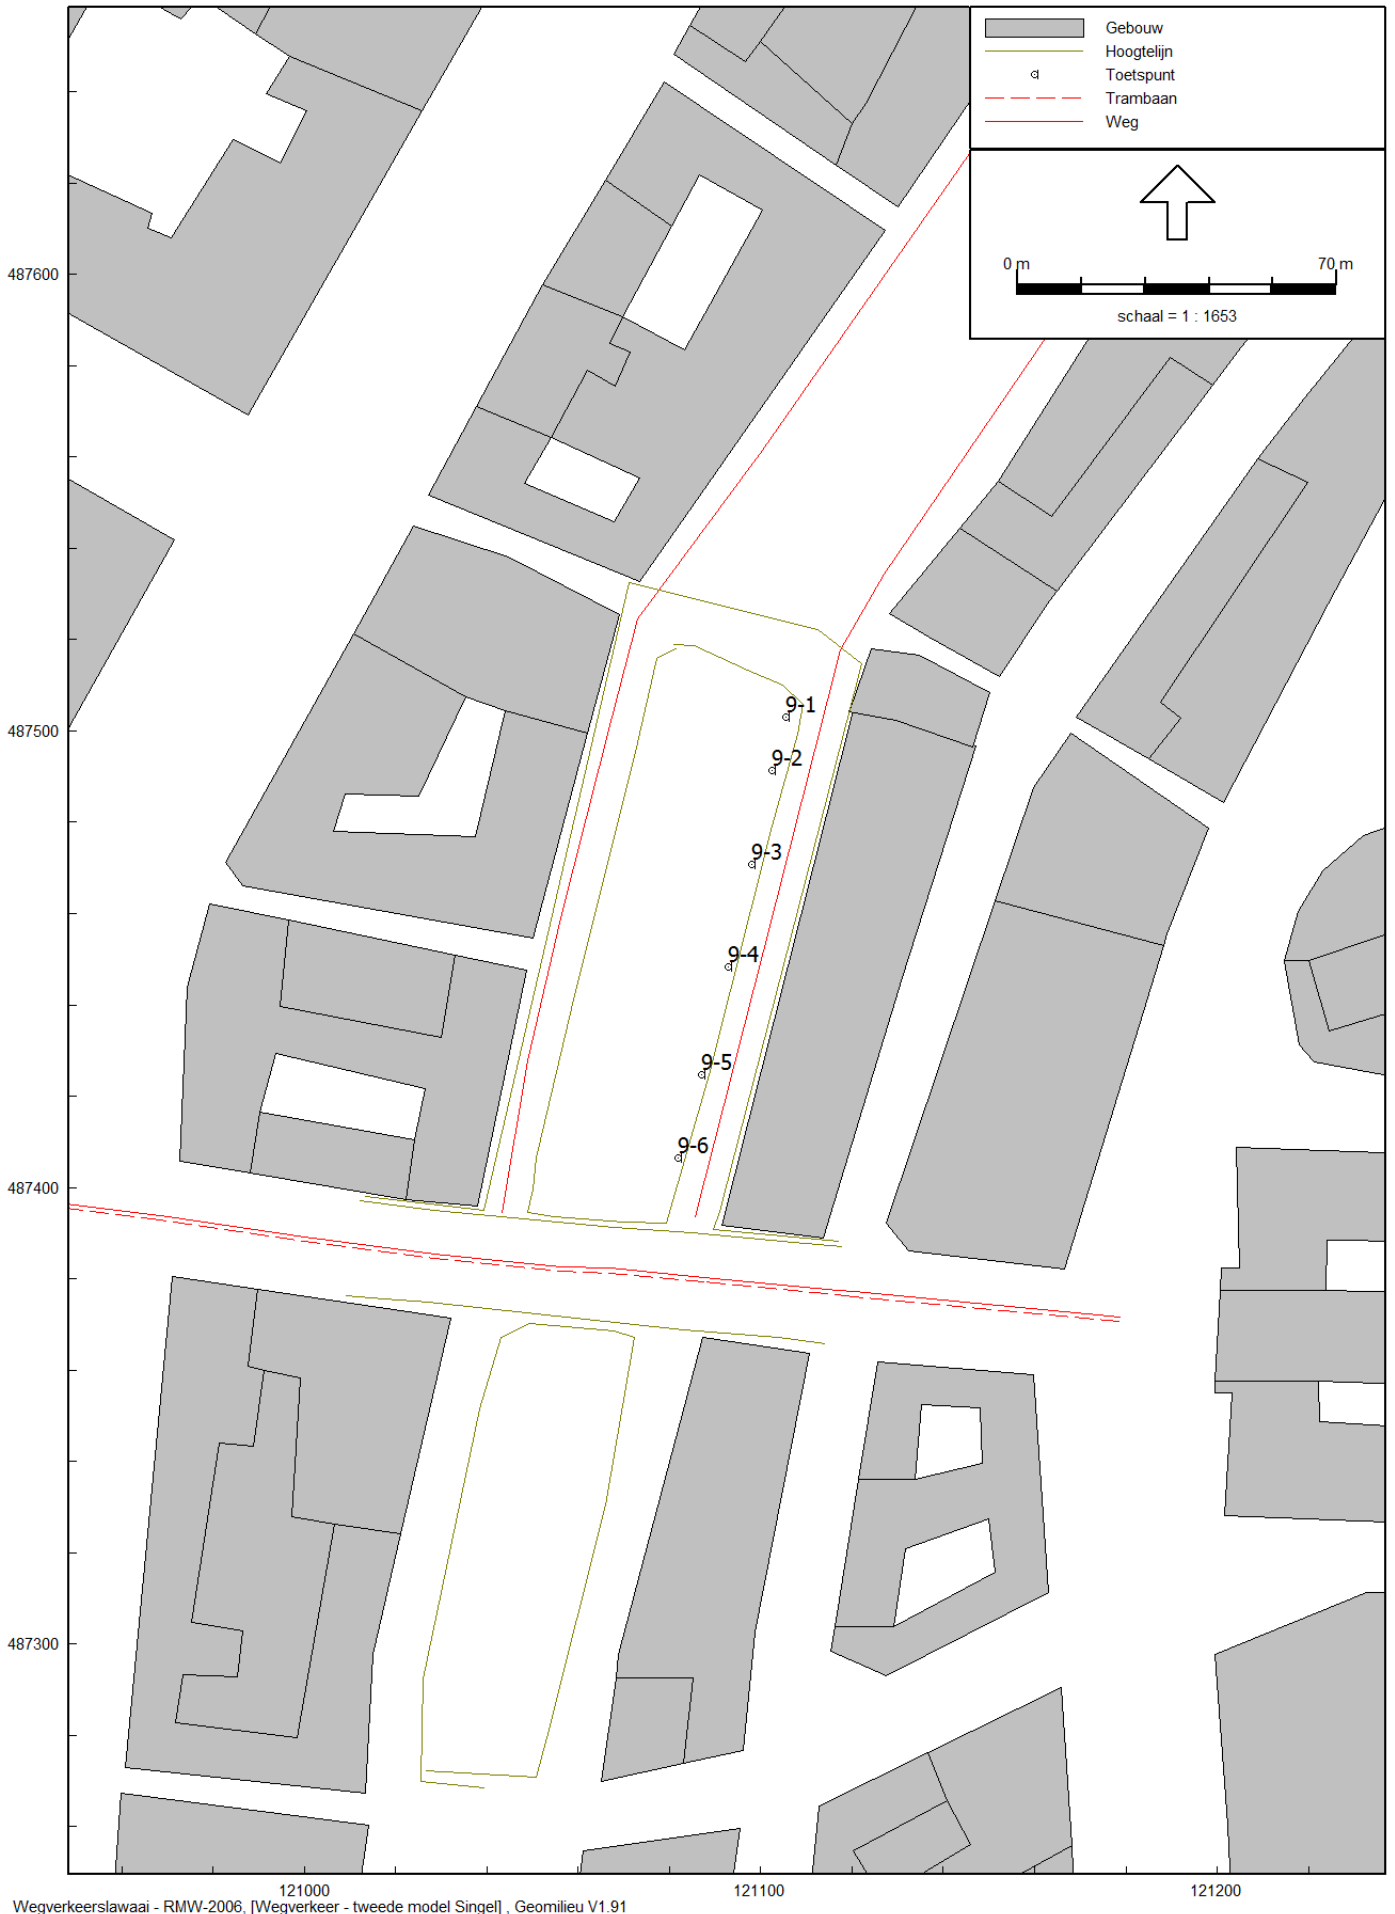 Gebouw
Hoogtelijn
Toetspunt
Trambaan
Weg
0 m 70 m
schaal = 1 : 1653
487600
487500
487400
487300
9-1
9-2
9-3
9-4
9-5
9-6
121000 121100 121200
Wegverkeerslawaai - RMW-2006, [Wegverkeer - tweede model Singel] , Geomilieu V1.91